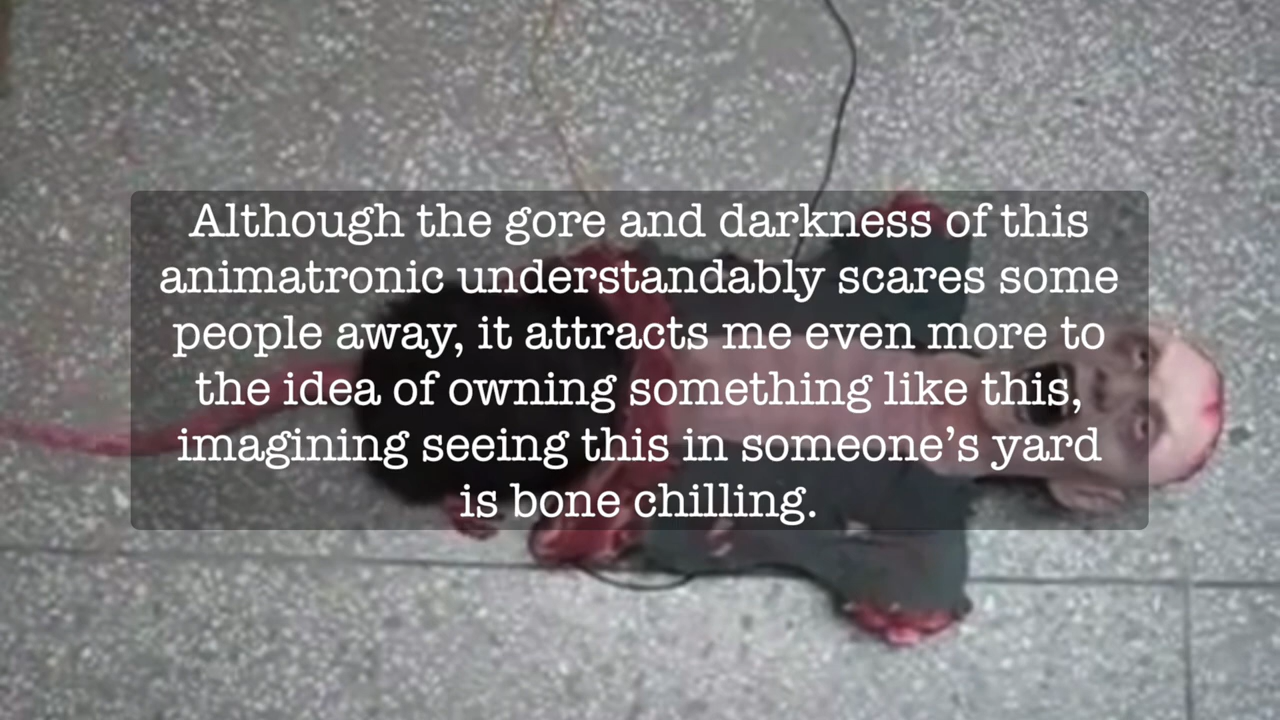 Although the gore and darkness of this
animatronic understandably scares some
people away, it attracts me even more to
the idea of owning something like this,
imagining seeing this in someone’s yard
is bone chilling.